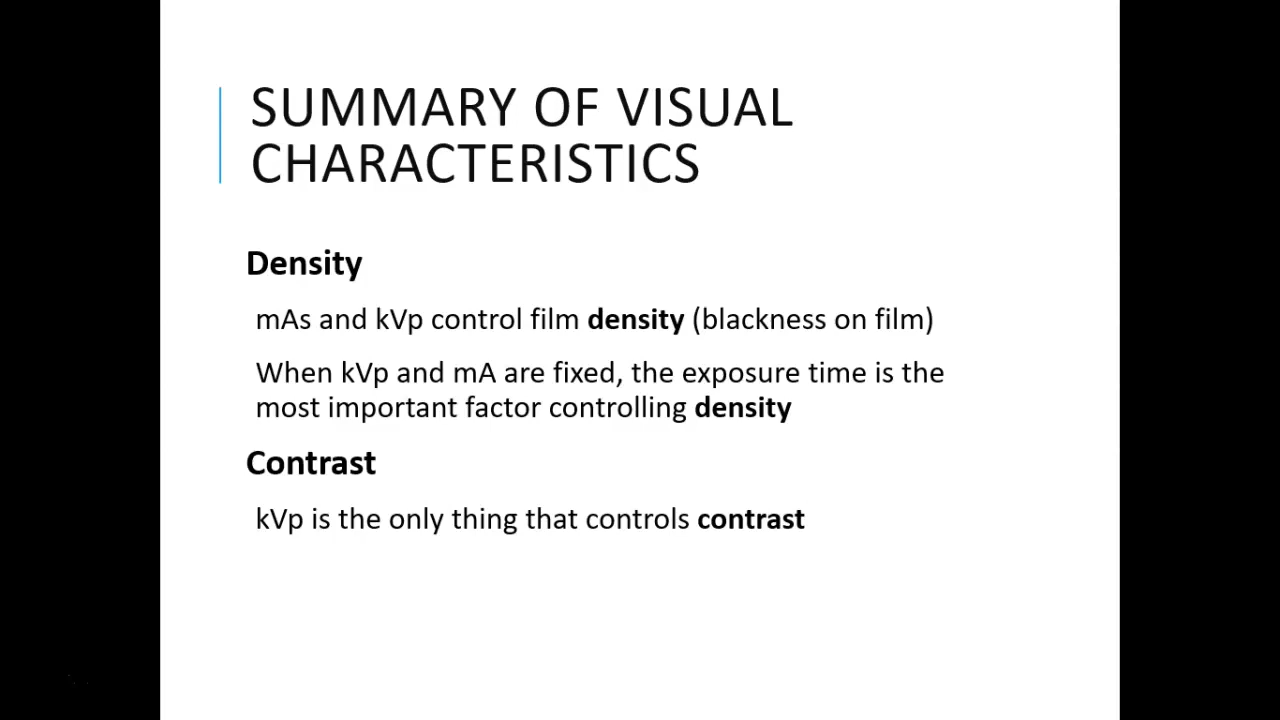 SUMMARY OF VISUAL
CHARACTERISTICS
Density
mAs and kVp control film density (blackness on film)
When kVp and mA are fixed, the exposure time is the
most important factor controlling density
Contrast
kVp is the only thing that controls contrast